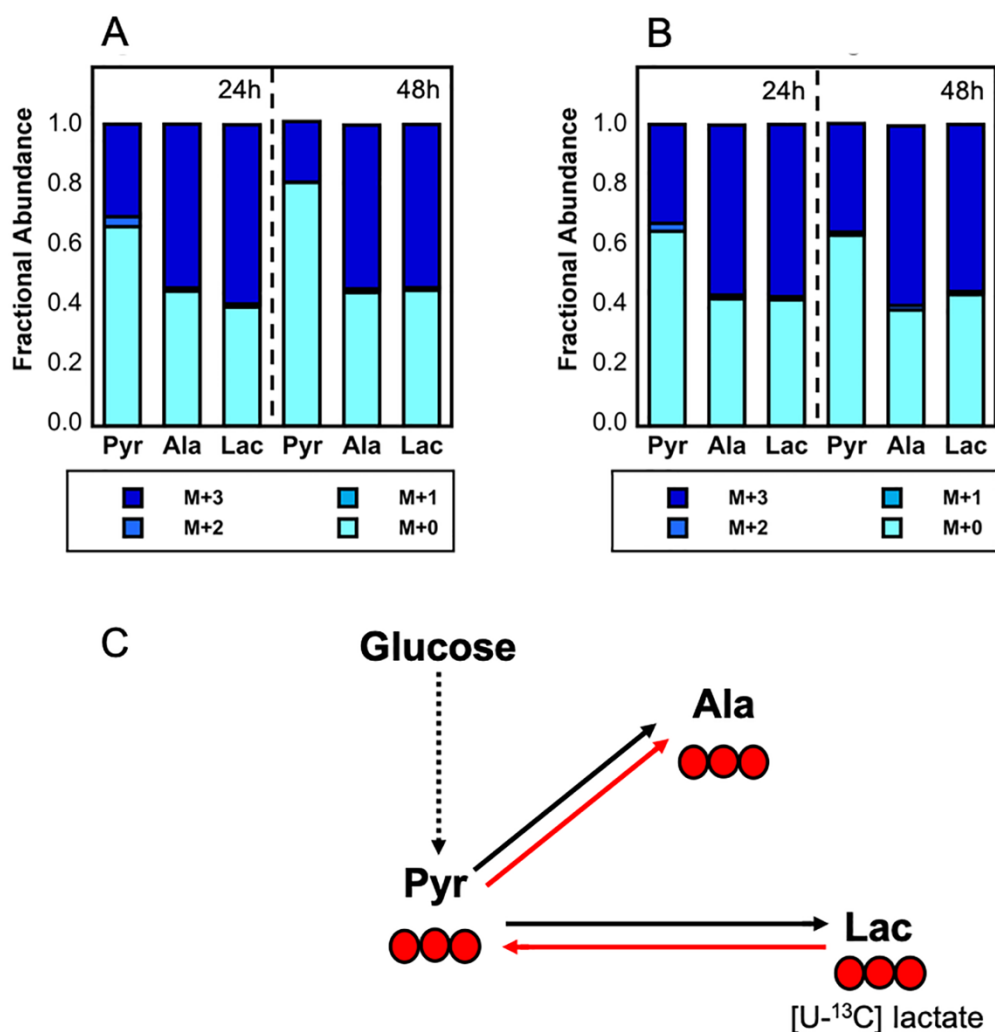 A
B
24h
48h
24h
48h
Fractional Abundance
1.0
0.8
0.6
0.4
0.2
0.0
Fractional Abundance
1.0
0.8
0.6
0.4
0.2
0.0
Pyr Ala Lac Pyr Ala Lac
Pyr Ala Lac Pyr Ala Lac
M+3 M+1
M+2 M+0
M+3 M+1
M+2 M+0
C
Glucose
Ala
Pyr
Lac
[U-¹³C] lactate